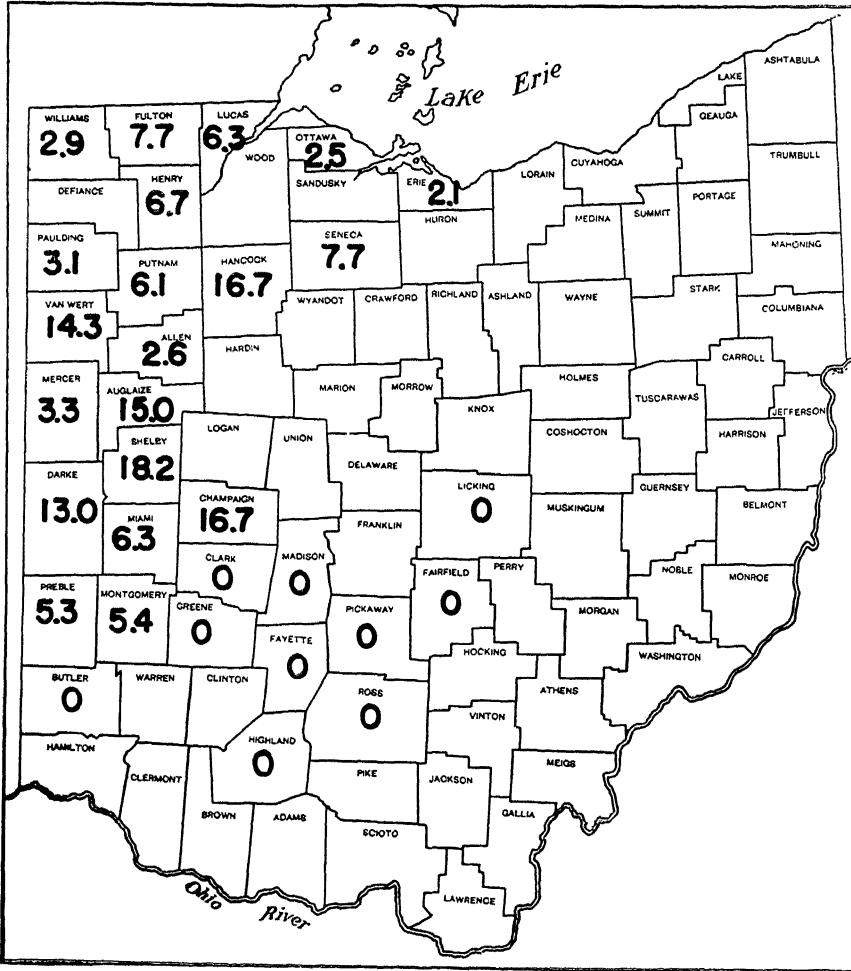 Lake Erie
ASHTABULA
LAKE
GEAUGA
WILLIAMS
2.9
FULTON
7.7
LUCAS
6.3
WOOD
OTTAWA
2.5
SANDUSKY
ERIE
2.1
HURON
LORAIN
CUYAHOGA
TRUMBULL
DEFIANCE
HENRY
6.7
MEDINA
SUMMIT
PORTAGE
MAHONING
PAULDING
3.1
PUTNAM
6.1
HANCOCK
16.7
SENECA
7.7
VAN WERT
14.3
ALLEN
2.6
WYANDOT
CRAWFORD
RICHLAND
ASHLAND
WAYNE
STARK
COLUMBIANA
HARDIN
CARROLL
MERCER
3.3
AUGLAIZE
15.0
MARION
MORROW
KNOX
HOLMES
TUSCARAWAS
JEFFERSON
SHELBY
18.2
LOGAN
UNION
DELAWARE
COSHOCTON
HARRISON
DARKE
13.0
MIAMI
6.3
CHAMPAIGN
16.7
LICKING
0
MUSKINGUM
GUERNSEY
BELMONT
FRANKLIN
CLARK
0
MADISON
0
FAIRFIELD
0
PERRY
NOBLE
MONROE
PREBLE
5.3
MONTGOMERY
5.4
GREENE
0
PICKAWAY
0
MORGAN
FAYETTE
0
HOCKING
WASHINGTON
BUTLER
0
WARREN
CLINTON
ROSS
0
ATHENS
VINTON
HAMILTON
HIGHLAND
0
MEIGS
CLERMONT
PIKE
JACKSON
BROWN
ADAMS
SCIOTO
GALLIA
LAWRENCE
Ohio River